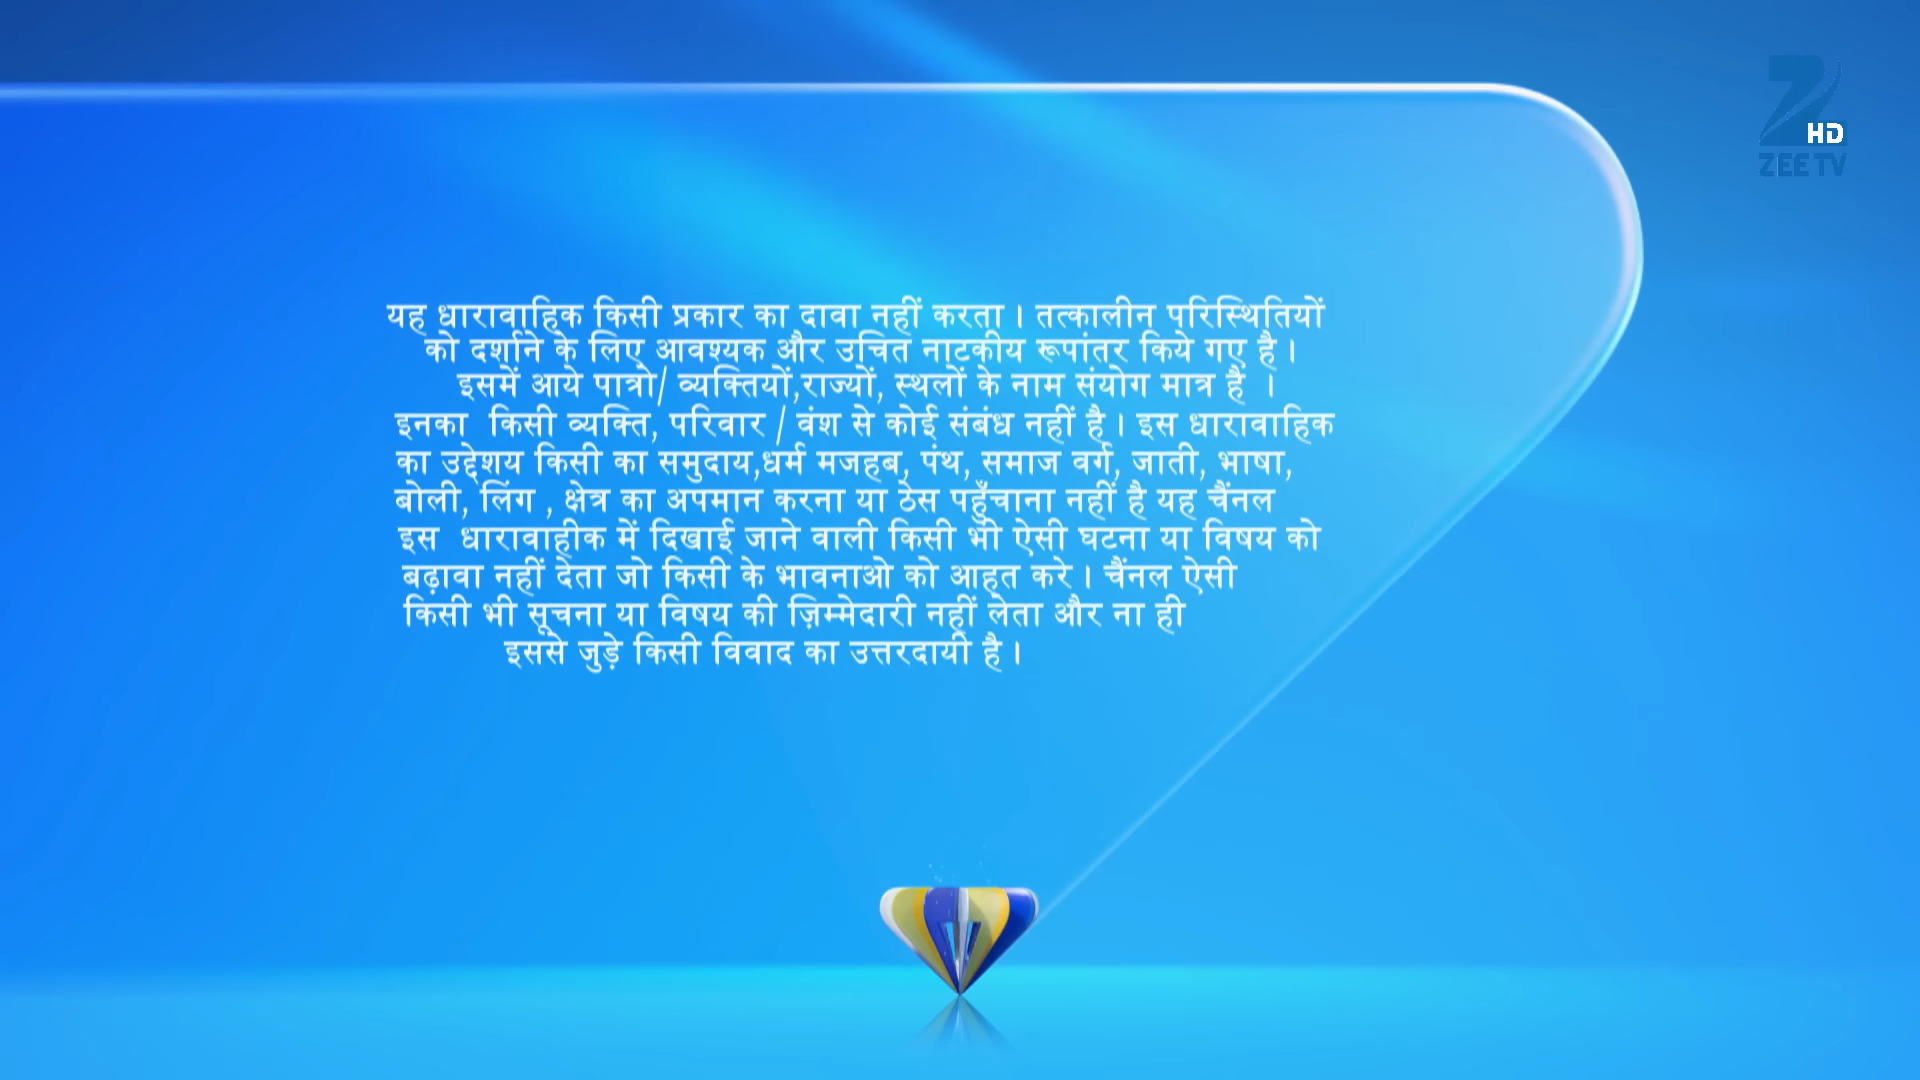 HD
ZEE TV
यह धारावाहिक किसी प्रकार का दावा नहीं करता । तत्कालीन परिस्थितियों
को दर्शाने के लिए आवश्यक और उचित नाटकीय रूपांतर किये गए है ।
इसमें आये पात्रो/ व्यक्तियों,राज्यों, स्थलों के नाम संयोग मात्र हैं ।
इनका किसी व्यक्ति, परिवार / वंश से कोई संबंध नहीं है । इस धारावाहिक
का उद्देशय किसी का समुदाय,धर्म मजहब, पंथ, समाज वर्ग, जाती, भाषा,
बोली, लिंग , क्षेत्र का अपमान करना या ठेस पहुँचाना नहीं है यह चैंनल
इस धारावाहीक में दिखाई जाने वाली किसी भी ऐसी घटना या विषय को
बढ़ावा नहीं देता जो किसी के भावनाओ को आहत करे । चैंनल ऐसी
किसी भी सूचना या विषय की ज़िम्मेदारी नहीं लेता और ना ही
इससे जुड़े किसी विवाद का उत्तरदायी है ।